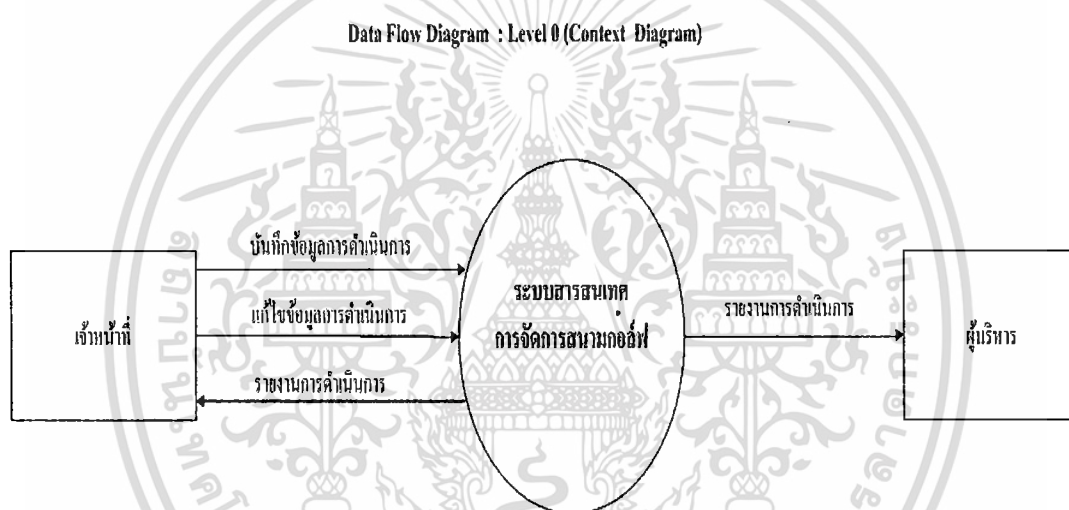 Data Flow Diagram : Level 0 (Context Diagram)
บันทึกข้อมูลการดำเนินการ
เจ้าหน้าที่
แก้ไขข้อมูลการดำเนินการ
รายงานการดำเนินการ
ระบบสารสนเทศ
การจัดการสนามกอล์ฟ
รายงานการดำเนินการ
ผู้บริหาร